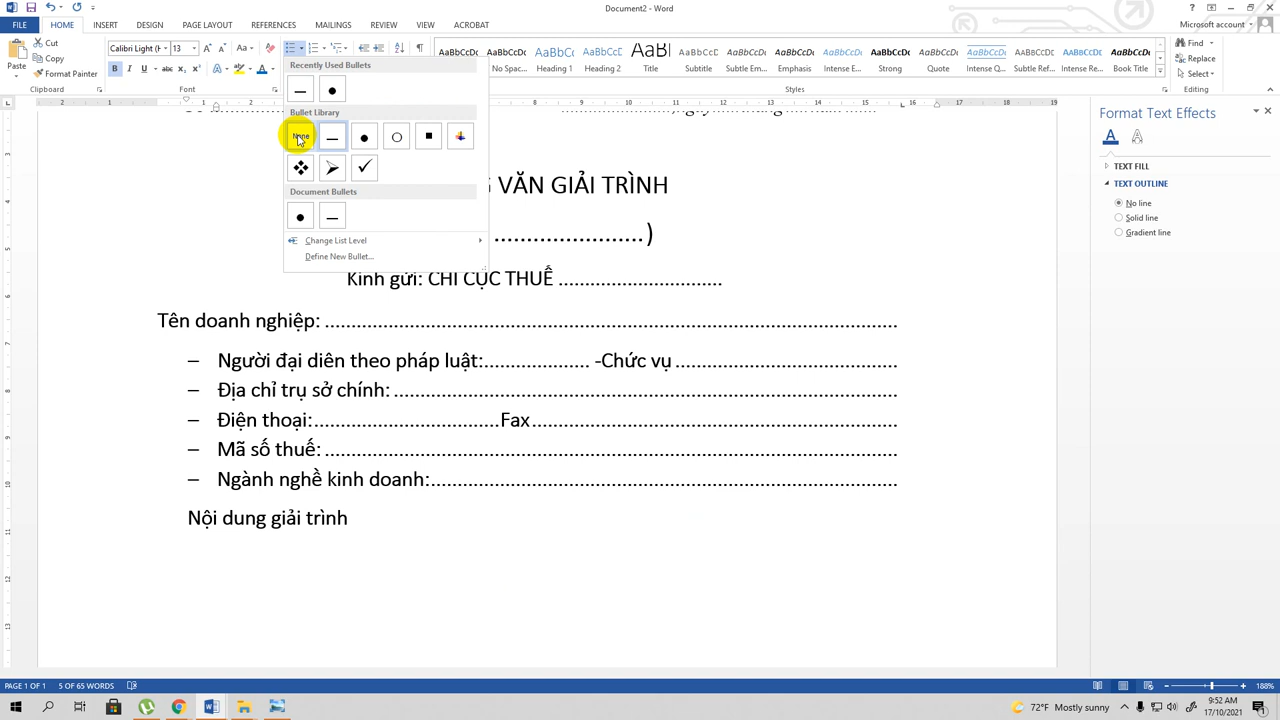 Document2 - Word
FILE HOME INSERT DESIGN PAGE LAYOUT REFERENCES MAILINGS REVIEW VIEW ACROBAT
Microsoft account
Cut
Copy
Format Painter
Paste
Clipboard
Calibri Light (H 13
Font
AaBbCcDc AaBbCcDc AaBbCcDc AaBbCcDc AaBl AaBbCcD AaBbCcDc AaBbCcDc AaBbCcDc AaBbCcDc AaBbCcDc AaBbCcDc AaBbCcDc AaBbCcDc
No Spac... Heading 1 Heading 2 Title Subtitle Subtle Em... Emphasis Intense E... Strong Quote Intense Q... Subtle Ref... Intense Re... Book Title
Styles
Find
Replace
Select
Editing
Recently Used Bullets
Bullet Library
None
Document Bullets
Change List Level
Define New Bullet...
VĂN GIẢI TRÌNH
........................)
Kính gửi: CHI CỤC THUẾ ..............................
Tên doanh nghiệp: ..............................
– Người đại diên theo pháp luật:.................... -Chức vụ ..............................
– Địa chỉ trụ sở chính: ..............................
– Điện thoại:..............................Fax..............................
– Mã số thuế: ..............................
– Ngành nghề kinh doanh:..............................
Nội dung giải trình
Format Text Effects
TEXT FILL
TEXT OUTLINE
No line
Solid line
Gradient line
PAGE 1 OF 1 5 OF 65 WORDS
188%
72°F Mostly sunny
9:52 AM
17/10/2021